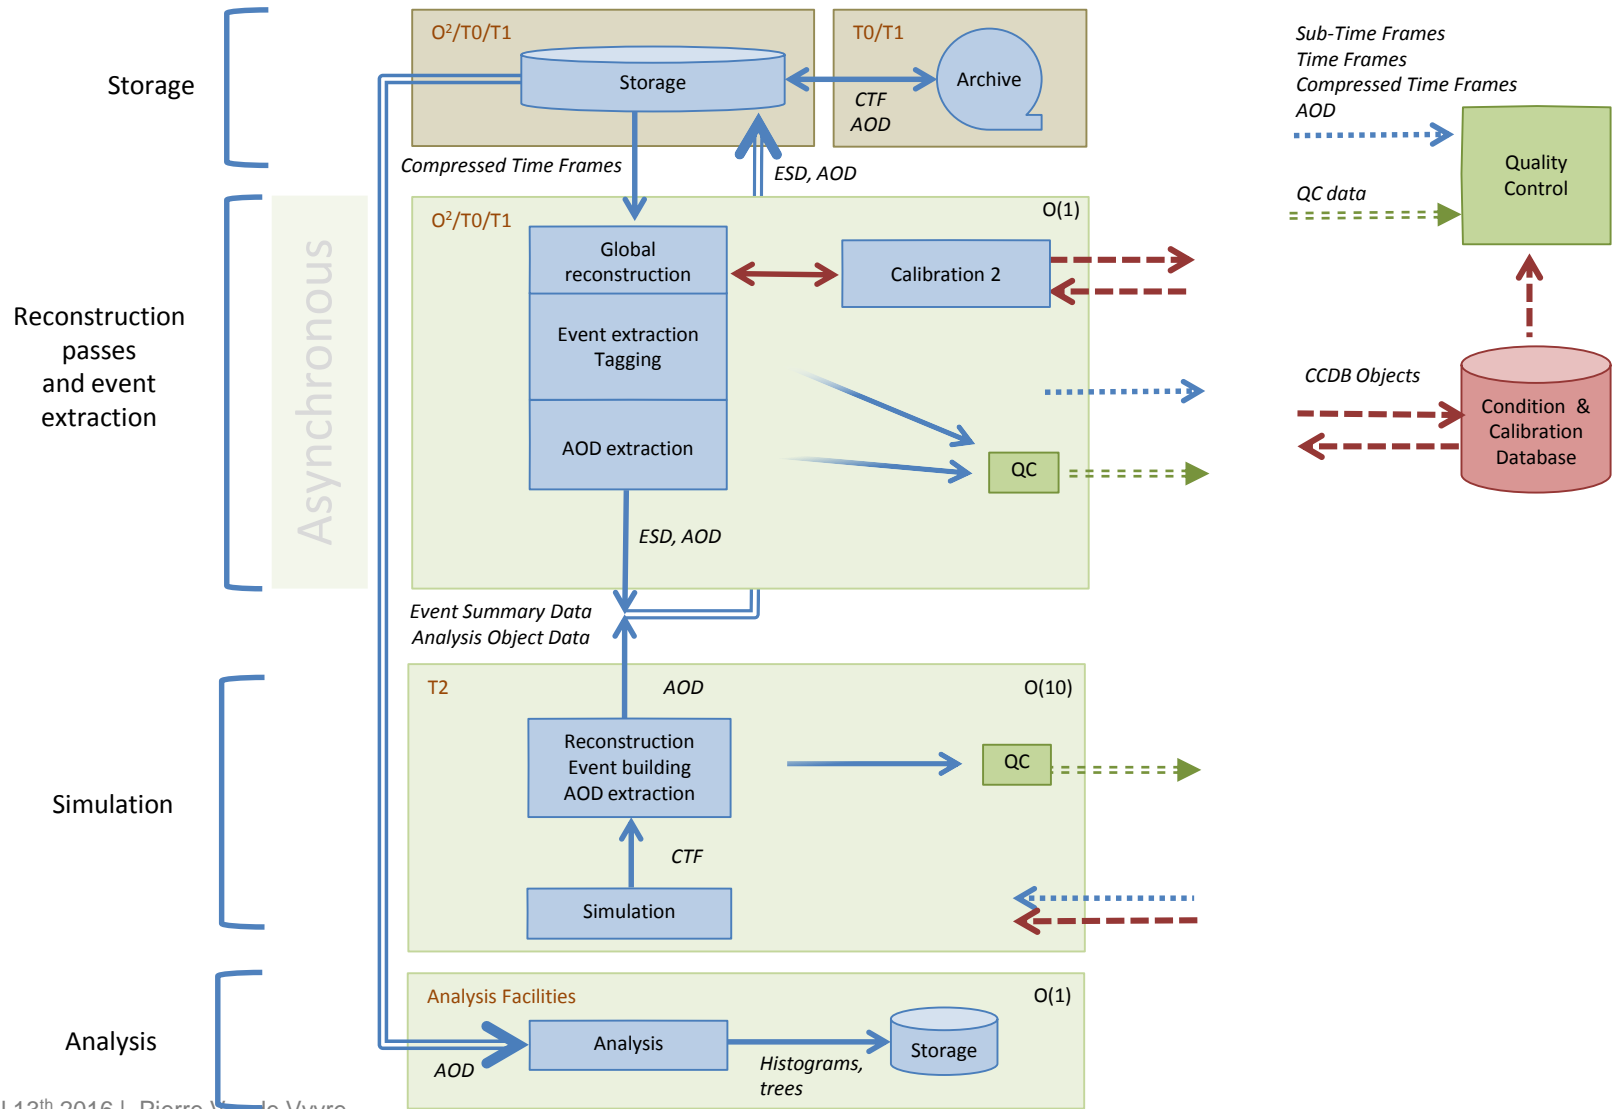 Storage
O²/T0/T1
Storage
T0/T1
Archive
CTF
AOD
Compressed Time Frames
ESD, AOD
Sub-Time Frames
Time Frames
Compressed Time Frames
AOD
Quality
Control
QC data
Reconstruction
passes
and event
extraction
Asynchronous
O²/T0/T1
O(1)
Global
reconstruction
Calibration 2
Event extraction
Tagging
AOD extraction
QC
ESD, AOD
CCDB Objects
Condition &
Calibration
Database
Event Summary Data
Analysis Object Data
Simulation
T2
AOD
O(10)
Reconstruction
Event building
AOD extraction
QC
CTF
Simulation
Analysis
Analysis Facilities
O(1)
Analysis
AOD
Histograms,
trees
Storage
13th 2016 | Pierre